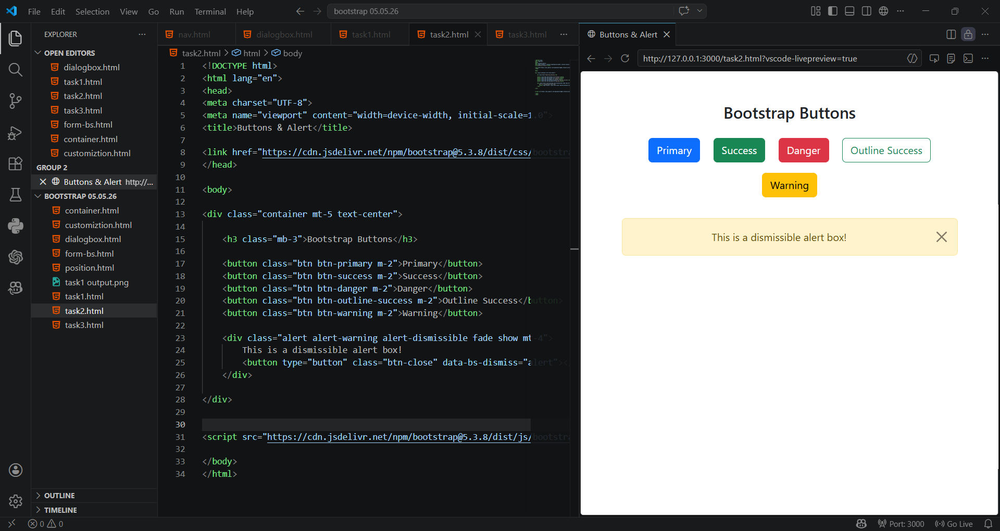 File Edit Selection View Go Run Terminal Help
bootstrap 05.05.26
EXPLORER
OPEN EDITORS
dialogbox.html
task1.html
task2.html
task3.html
form-bs.html
container.html
customiztion.html
GROUP 2
Buttons & Alert http://...
BOOTSTRAP 05.05.26
container.html
customiztion.html
dialogbox.html
form-bs.html
position.html
task1 output.png
task1.html
task2.html
task3.html
OUTLINE
TIMELINE
nav.html dialogbox.html task1.html task2.html task3.html
task2.html > html > body
1 <!DOCTYPE html>
2 <html lang="en">
3 <head>
4 <meta charset="UTF-8">
5 <meta name="viewport" content="width=device-width, initial-scale=1.0">
6 <title>Buttons & Alert</title>
7
8 <link href="https://cdn.jsdelivr.net/npm/bootstrap@5.3.8/dist/css/bootstra
9 </head>
10
11 <body>
12
13 <div class="container mt-5 text-center">
14
15 <h3 class="mb-3">Bootstrap Buttons</h3>
16
17 <button class="btn btn-primary m-2">Primary</button>
18 <button class="btn btn-success m-2">Success</button>
19 <button class="btn btn-danger m-2">Danger</button>
20 <button class="btn btn-outline-success m-2">Outline Success</button>
21 <button class="btn btn-warning m-2">Warning</button>
22
23 <div class="alert alert-warning alert-dismissible fade show mt-4">
24 This is a dismissible alert box!
25 <button type="button" class="btn-close" data-bs-dismiss="alert"></
26 </div>
27
28 </div>
29
30
31 <script src="https://cdn.jsdelivr.net/npm/bootstrap@5.3.8/dist/js/bootstra
32
33 </body>
34 </html>
Buttons & Alert
http://127.0.0.1:3000/task2.html?vscode-livepreview=true
Bootstrap Buttons
Primary Success Danger Outline Success
Warning
This is a dismissible alert box!
0 0
Port: 3000 Go Live